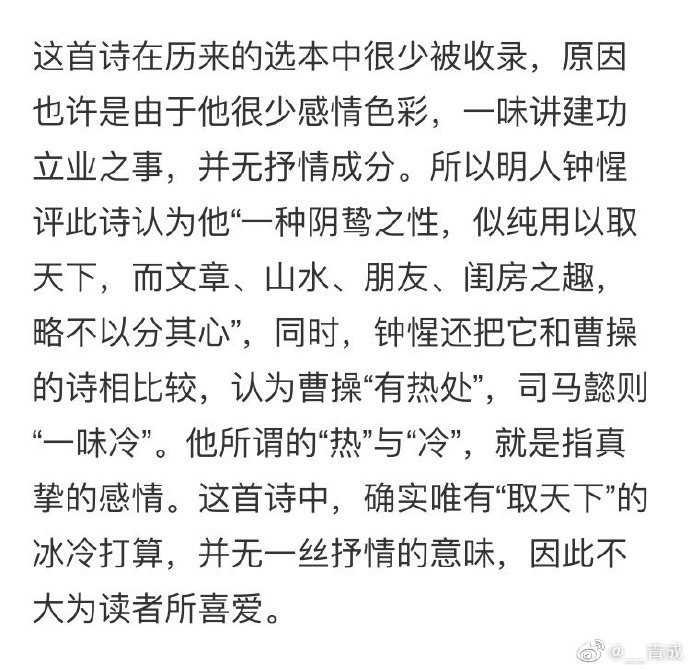 这首诗在历来的选本中很少被收录，原因
也许是由于他很少感情色彩，一味讲建功
立业之事，并无抒情成分。所以明人钟惺
评此诗认为他“一种阴鸷之性，似纯用以取
天下，而文章、山水、朋友、闺房之趣，
略不以分其心”，同时，钟惺还把它和曹操
的诗相比较，认为曹操“有热处”，司马懿则
“一味冷”。他所谓的“热”与“冷”，就是指真
挚的感情。这首诗中，确实唯有“取天下”的
冰冷打算，并无一丝抒情的意味，因此不
大为读者所喜爱。
@__青成